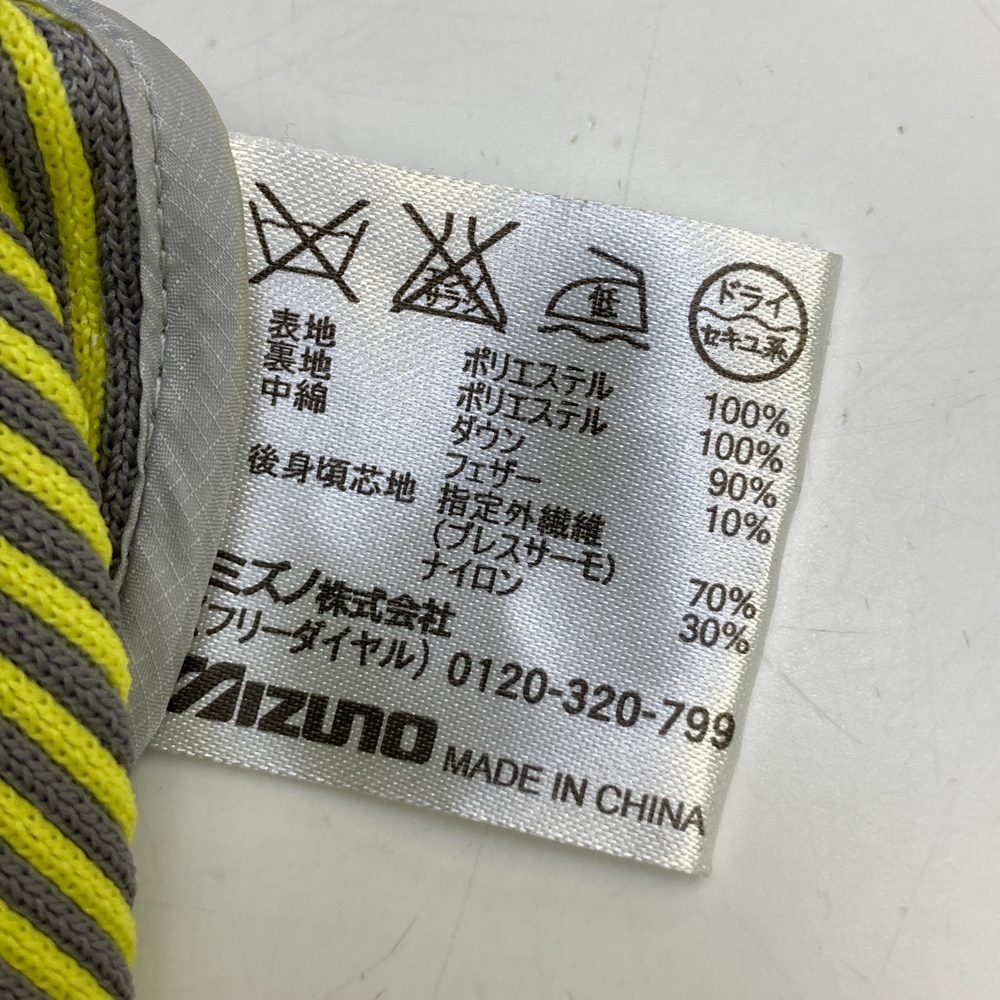 エンソ サラシ
低
ドライ
セキユ系
表地 ポリエステル 100%
裏地 ポリエステル 100%
中綿 ダウン 90%
フェザー 10%
後身頃芯地 指定外繊維
(ブレスサーモ) 70%
ナイロン 30%
ミズノ株式会社
(フリーダイヤル) 0120-320-799
MIZUNO MADE IN CHINA